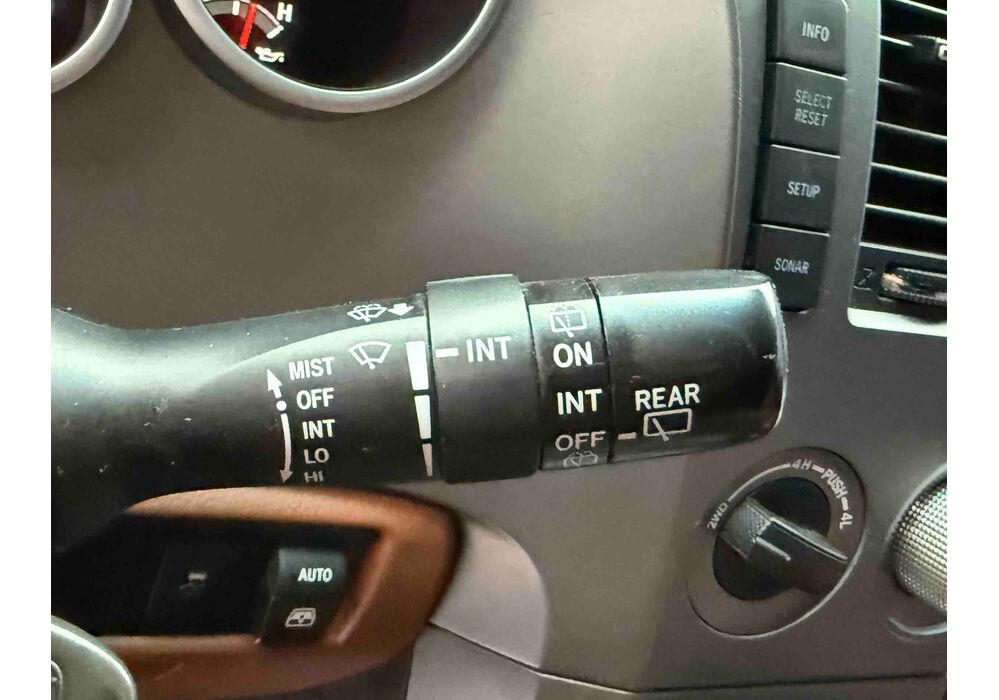 H
INFO
SELECT
RESET
SETUP
SONAR
MIST
OFF
INT
LO
HI
INT
ON
INT
OFF
REAR
2WD
4H
PUSH
4L
AUTO